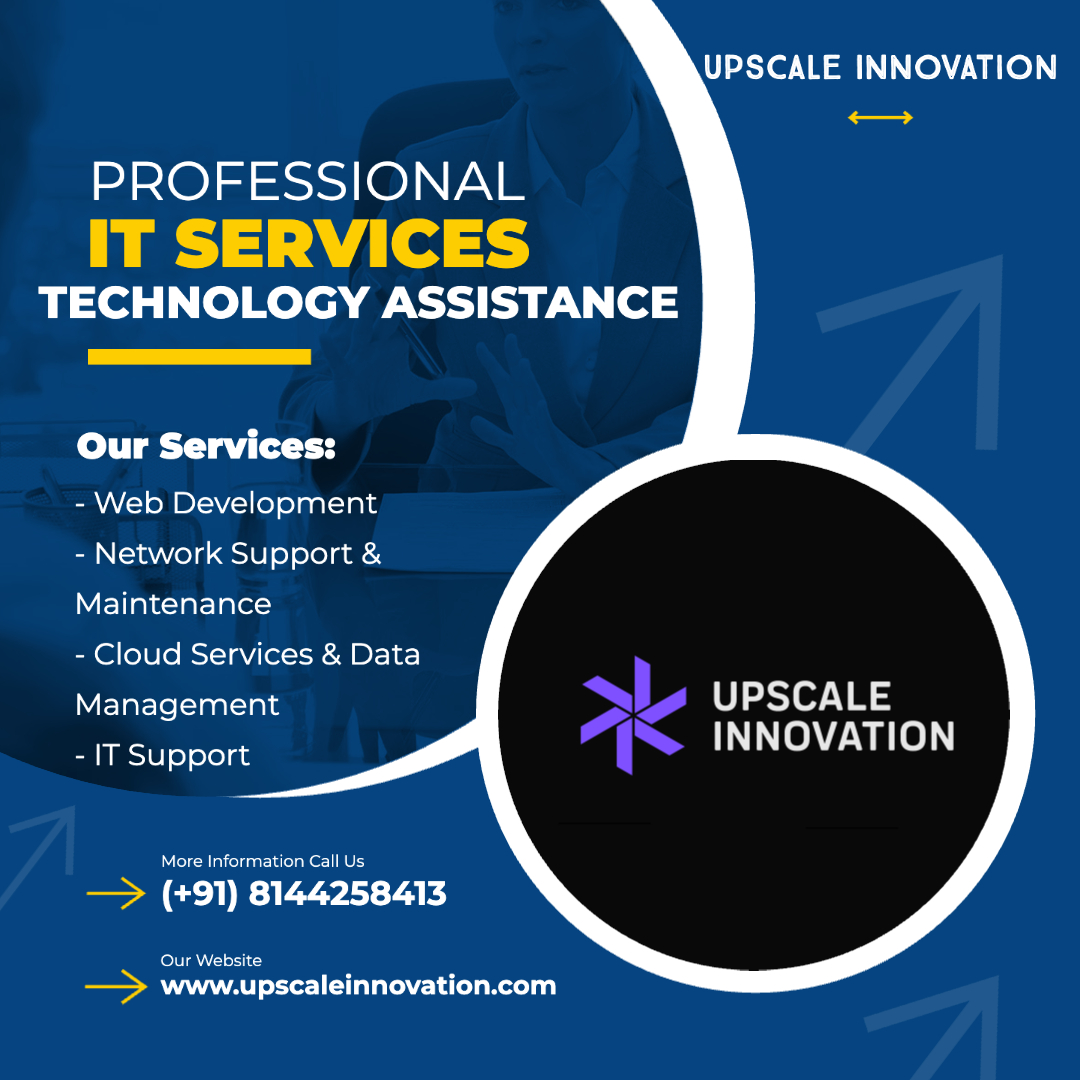 UPSCALE INNOVATION
PROFESSIONAL
IT SERVICES
TECHNOLOGY ASSISTANCE
Our Services:
- Web Development
- Network Support &
Maintenance
- Cloud Services & Data
Management
- IT Support
UPSCALE
INNOVATION
More Information Call Us
(+91) 8144258413
Our Website
www.upscaleinnovation.com